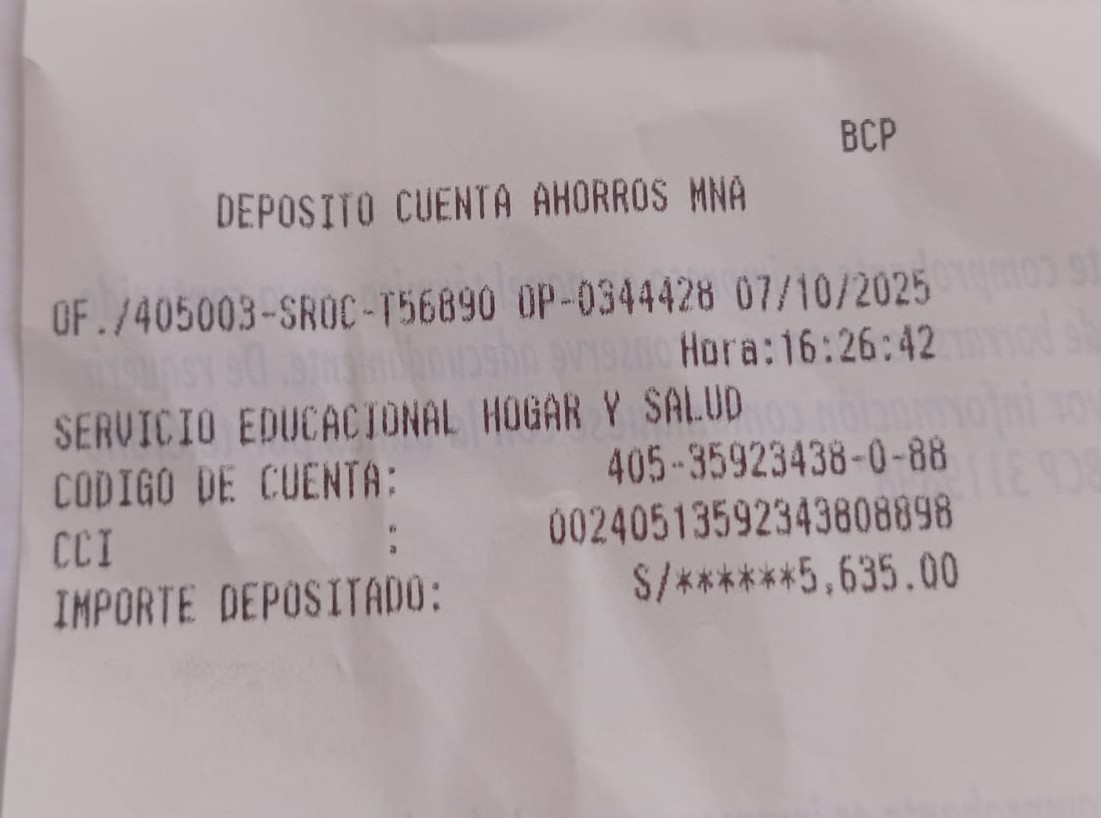 BCP
DEPOSITO CUENTA AHORROS MNA
OF./405003-SROC-T56890 OP-0344428 07/10/2025
Hora:16:26:42
SERVICIO EDUCACIONAL HOGAR Y SALUD
CODIGO DE CUENTA: 405-35923438-0-88
CCI : 00240513592343808898
IMPORTE DEPOSITADO: S/******5,635.00